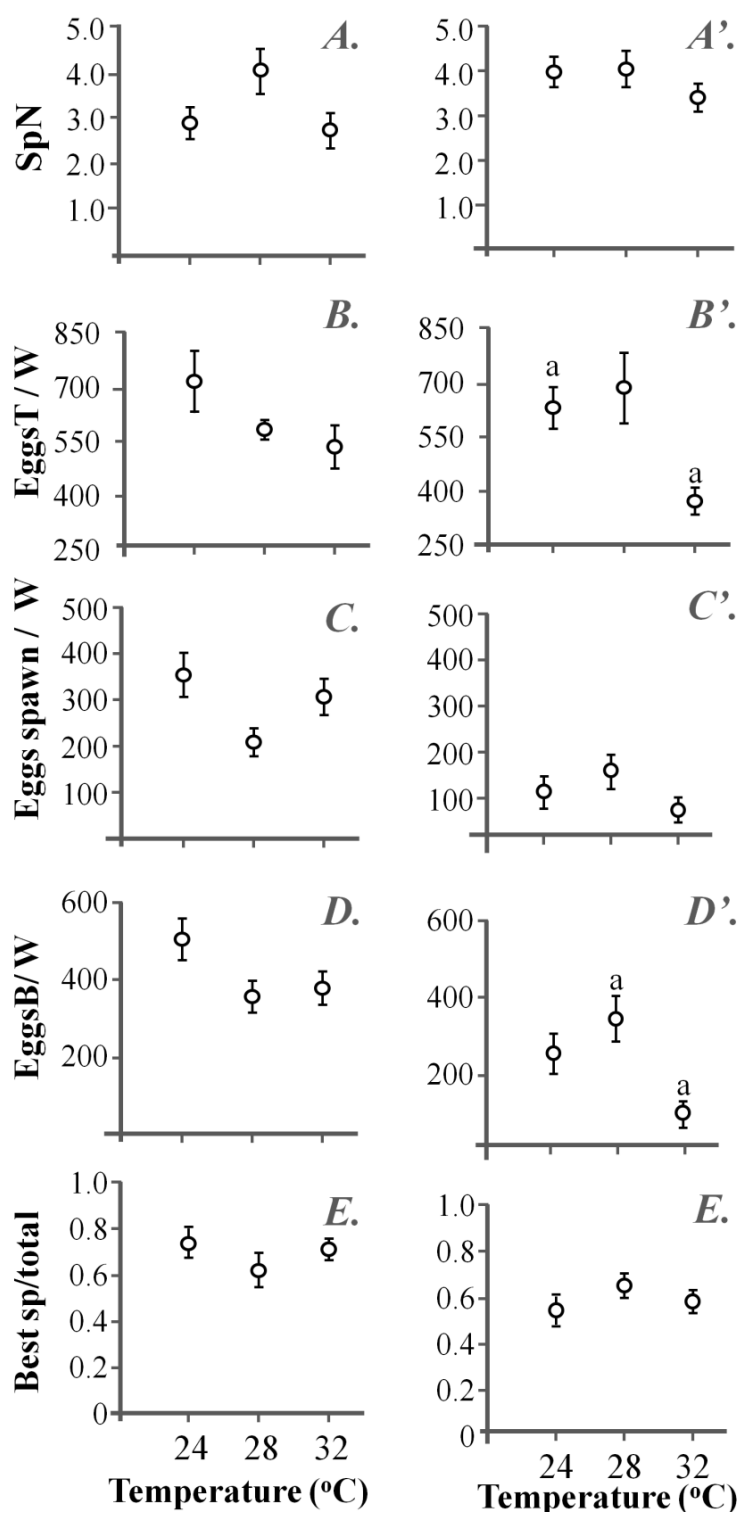 SpN
5.0
4.0
3.0
2.0
1.0
A.
5.0
4.0
3.0
2.0
1.0
A’.
EggsT / W
850
700
550
400
250
B.
850
700
550
400
250
a
a
B’.
Eggs spawn / W
500
400
300
200
100
C.
500
400
300
200
100
C’.
EggsB/W
600
400
200
D.
600
400
200
a
a
D’.
Best sp/total
1.0
0.8
0.6
0.4
0.2
0
E.
1.0
0.8
0.6
0.4
0.2
0
E.
24 28 32
Temperature (°C)
24 28 32
Temperature (°C)